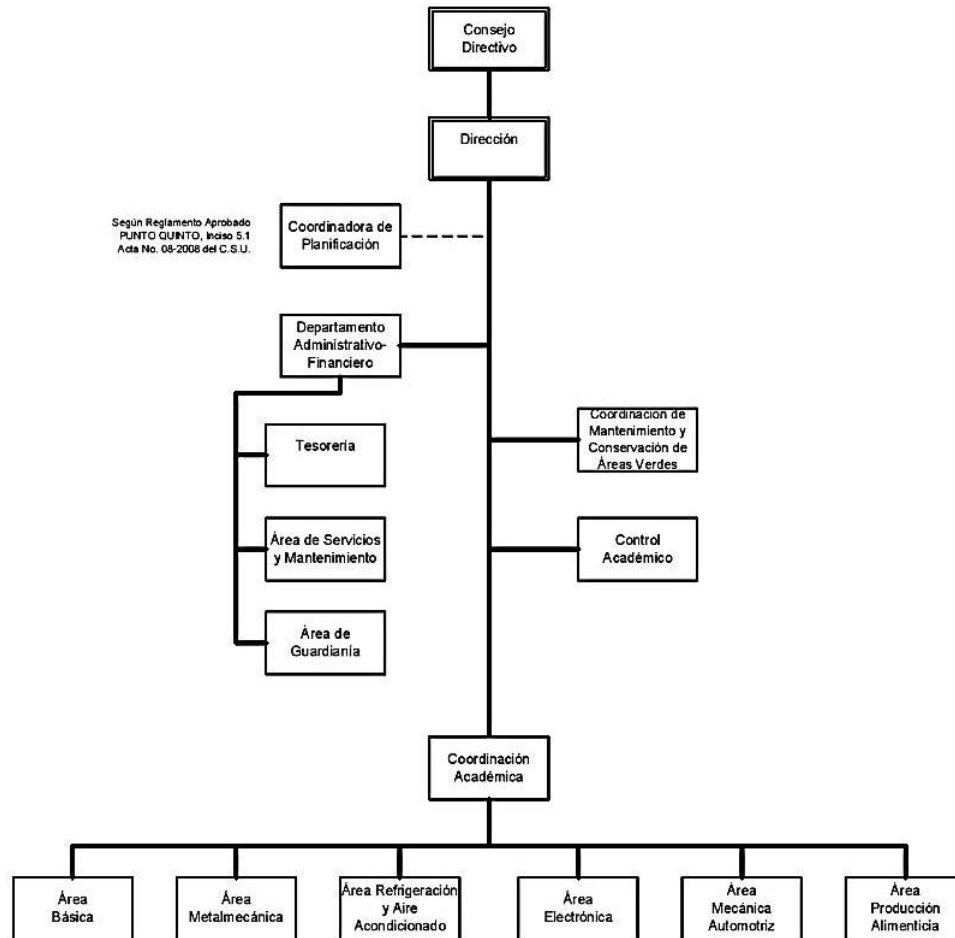 Consejo
Directivo
Dirección
Según Reglamento Aprobado
PUNTO QUINTO, Inciso 5.1
Acta No. 08-2008 del C.S.U.
Coordinadora de
Planificación
Departamento
Administrativo-
Financiero
Coordinación de
Mantenimiento y
Conservación de
Áreas Verdes
Tesorería
Área de Servicios
y Mantenimiento
Control
Académico
Área de
Guardianía
Coordinación
Académica
Área
Básica
Área
Metalmecánica
Área Refrigeración
y Aire
Acondicionado
Área
Electrónica
Área
Mecánica
Automotriz
Área
Producción
Alimenticia